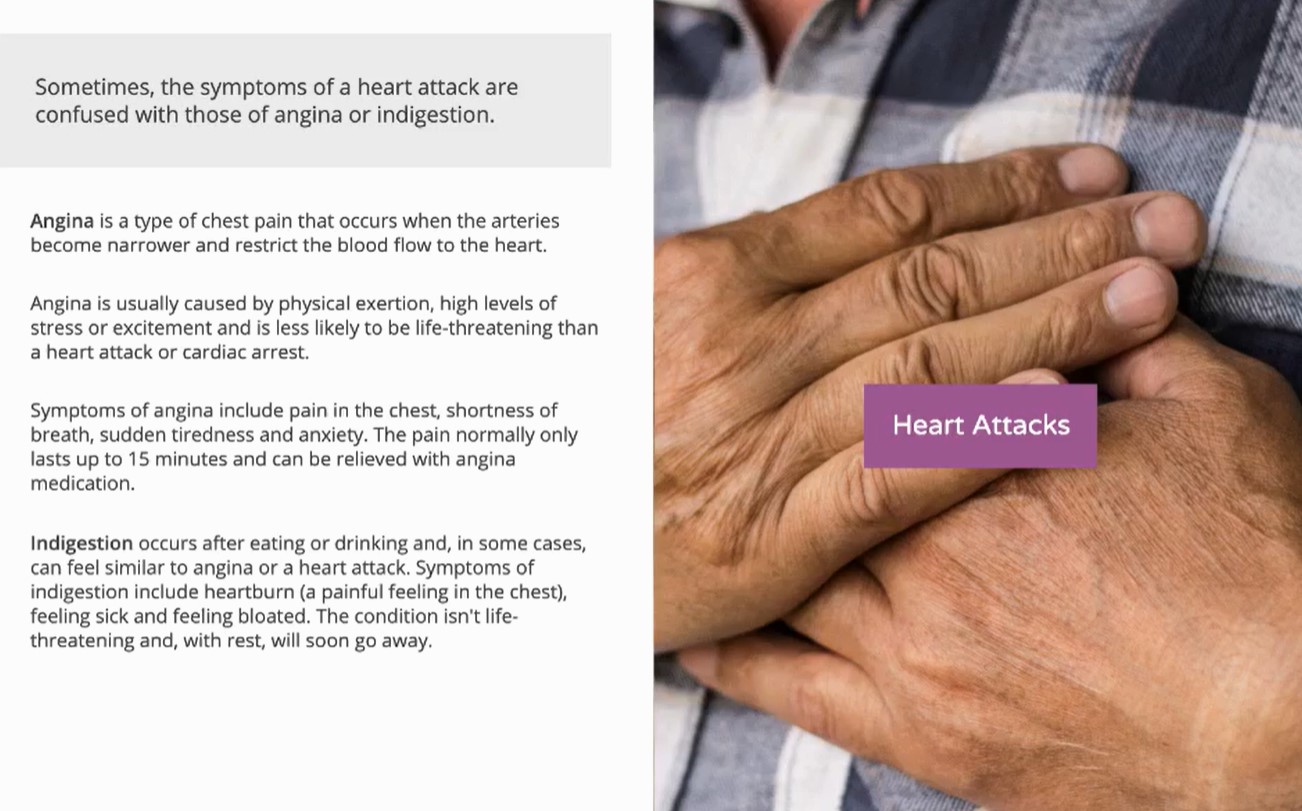 Sometimes, the symptoms of a heart attack are
confused with those of angina or indigestion.
Angina is a type of chest pain that occurs when the arteries
become narrower and restrict the blood flow to the heart.
Angina is usually caused by physical exertion, high levels of
stress or excitement and is less likely to be life-threatening than
a heart attack or cardiac arrest.
Symptoms of angina include pain in the chest, shortness of
breath, sudden tiredness and anxiety. The pain normally only
lasts up to 15 minutes and can be relieved with angina
medication.
Indigestion occurs after eating or drinking and, in some cases,
can feel similar to angina or a heart attack. Symptoms of
indigestion include heartburn (a painful feeling in the chest),
feeling sick and feeling bloated. The condition isn't life-
threatening and, with rest, will soon go away.
Heart Attacks